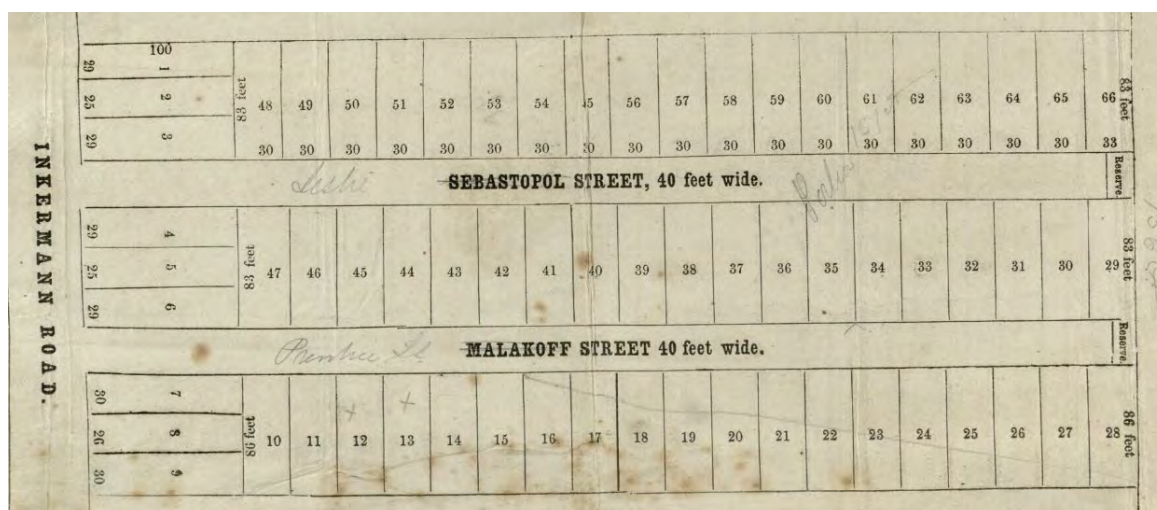 100
29 1
25 2
29 3
83 feet 48 49 50 51 52 53 54 55 56 57 58 59 60 61 62 63 64 65 66 83 feet
30 30 30 30 30 30 30 30 30 30 30 30 30 30 30 30 30 30 33
Leslie SEBASTOPOL STREET, 40 feet wide. Reserve.
29 4
25 5
29 6
83 feet 47 46 45 44 43 42 41 40 39 38 37 36 35 34 33 32 31 30 29 83 feet
Prentice St MALAKOFF STREET 40 feet wide. Reserve.
30 7
26 8
30 9
86 feet 10 11 12 13 14 15 16 17 18 19 20 21 22 23 24 25 26 27 28 86 feet
INKERMANN ROAD.